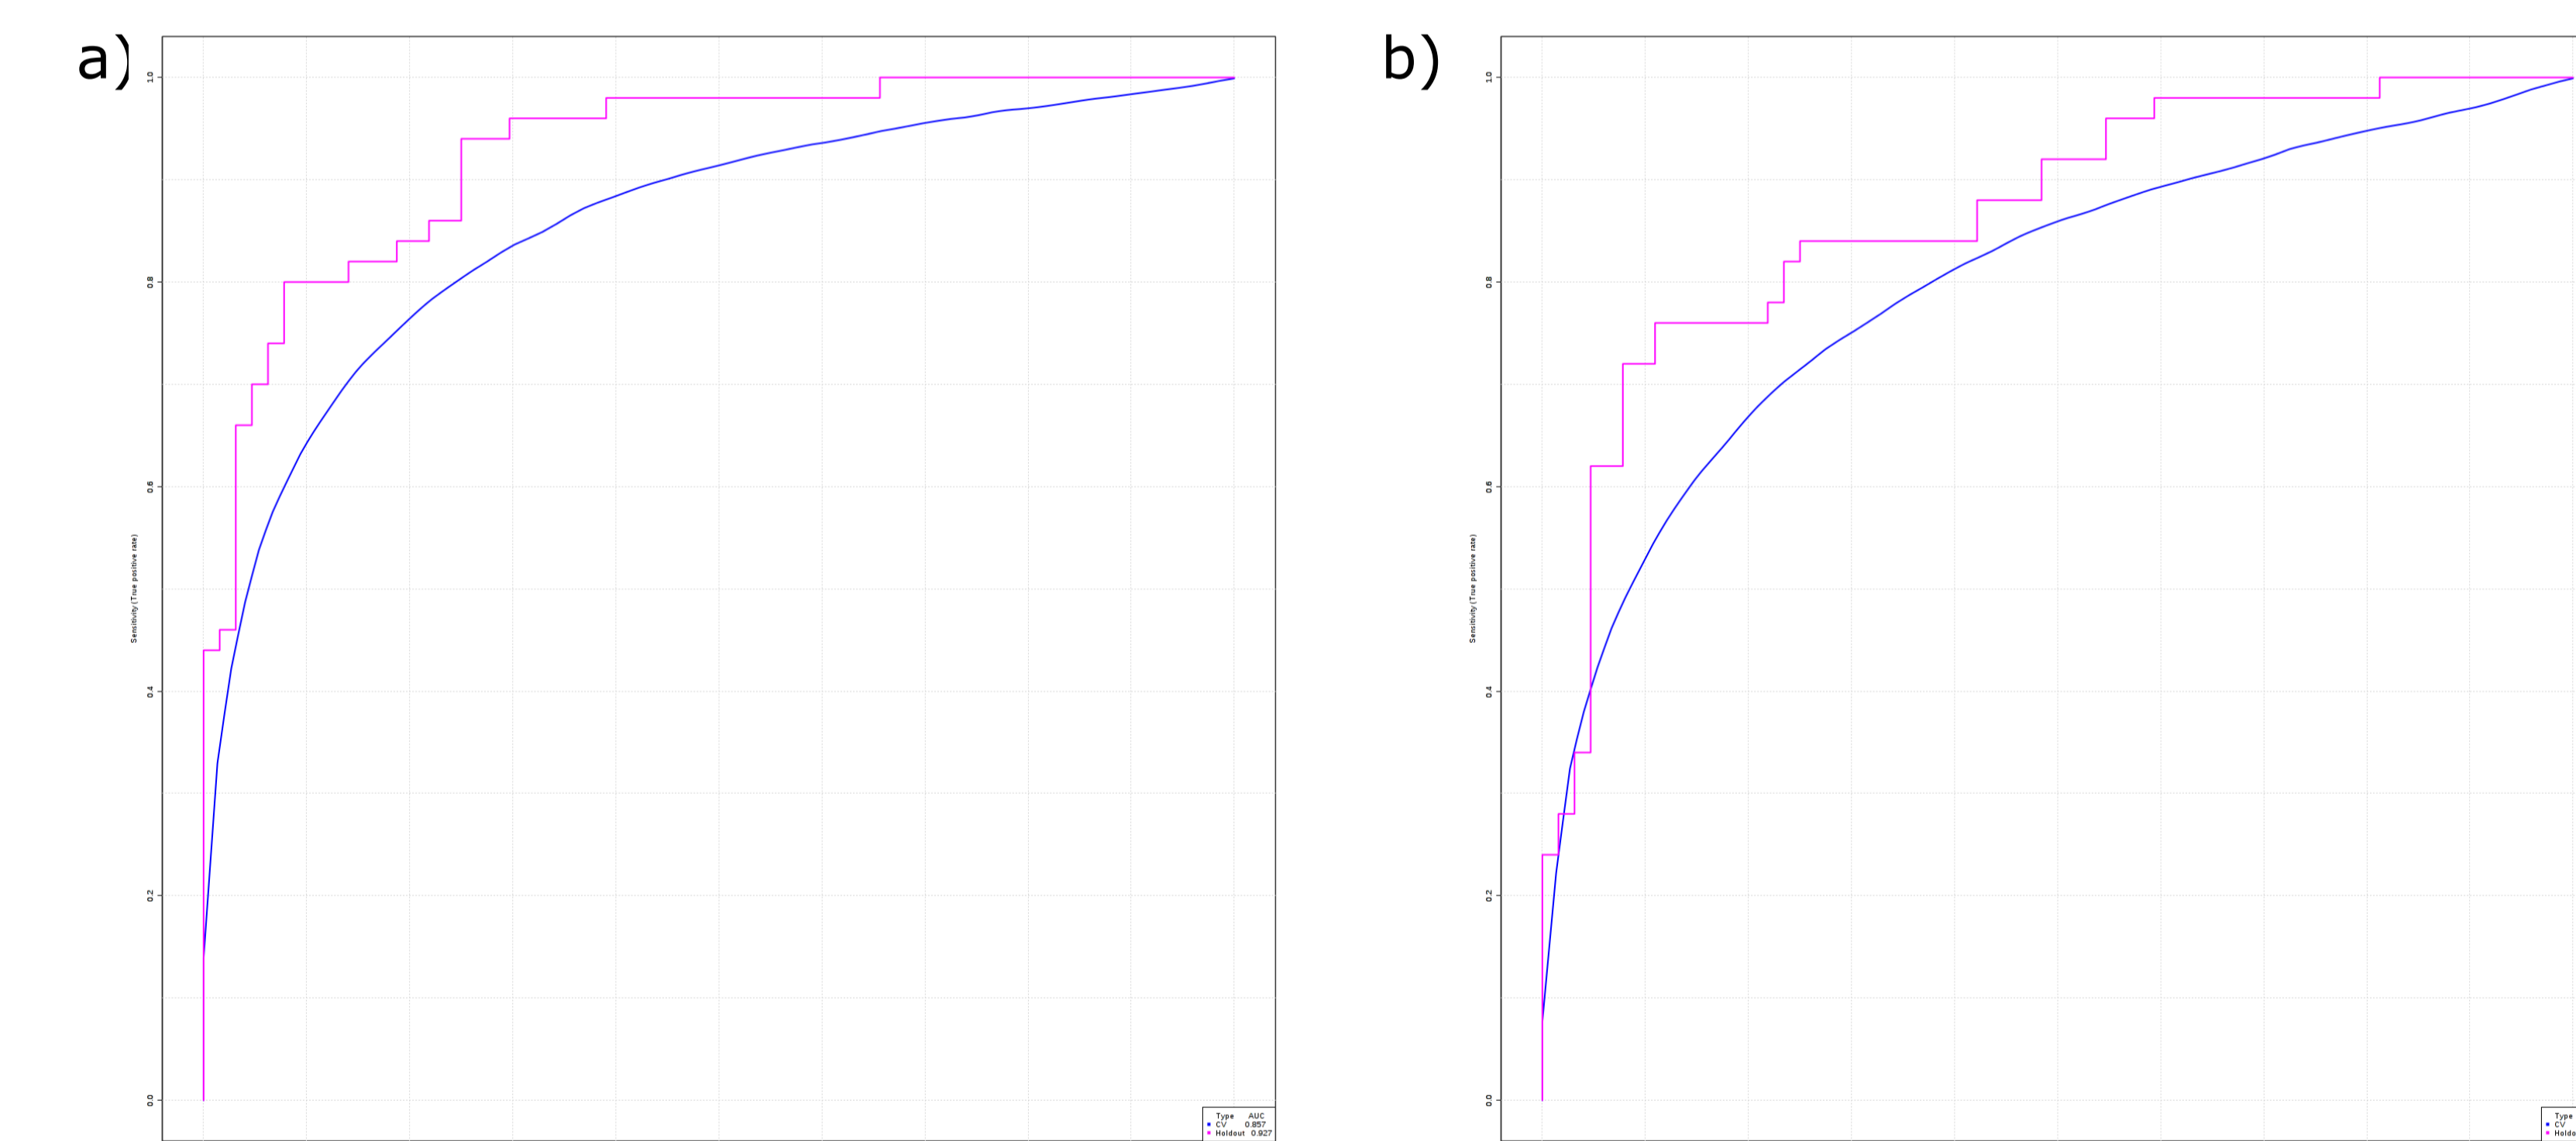 a)
1.0
0.8
0.6
0.4
0.2
0.0
Sensitivity (True positive rate)
Type AUC
CV 0.857
Holdout 0.927
b)
1.0
0.8
0.6
0.4
0.2
0.0
Sensitivity (True positive rate)
Type
CV